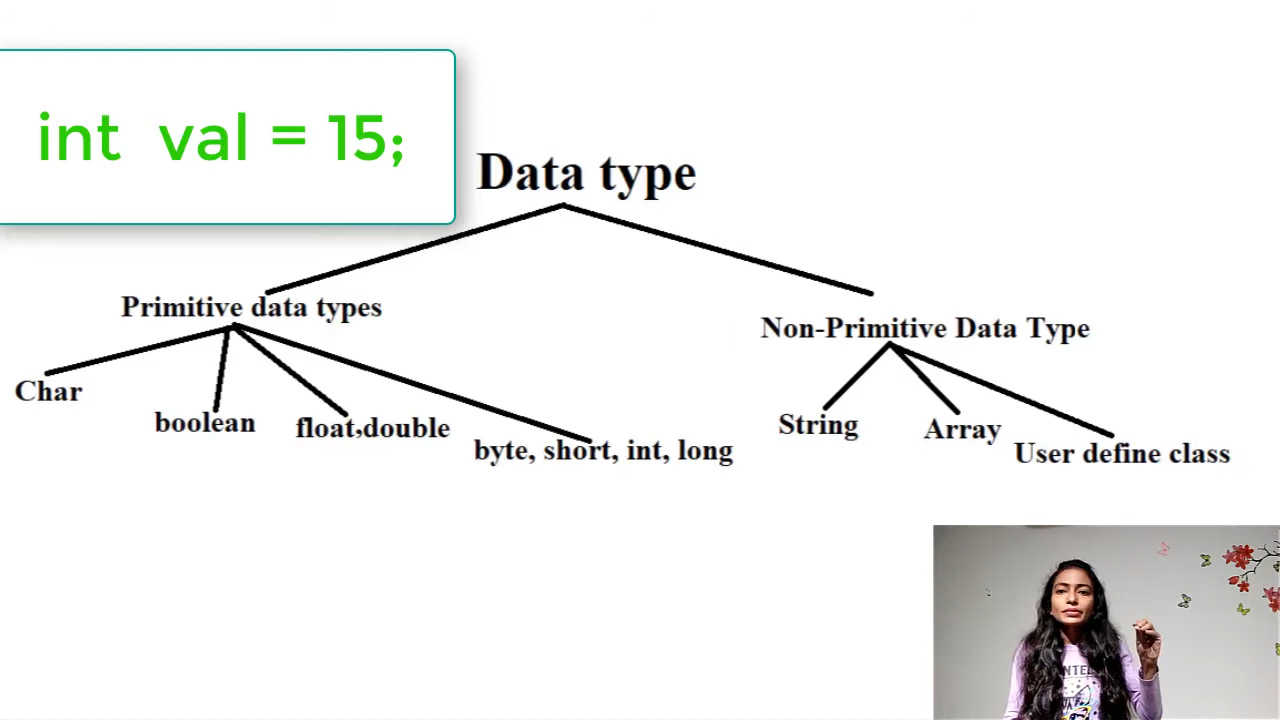 int val = 15;
Data type
Primitive data types
Non-Primitive Data Type
Char
boolean
float,double
byte, short, int, long
String
Array
User define class